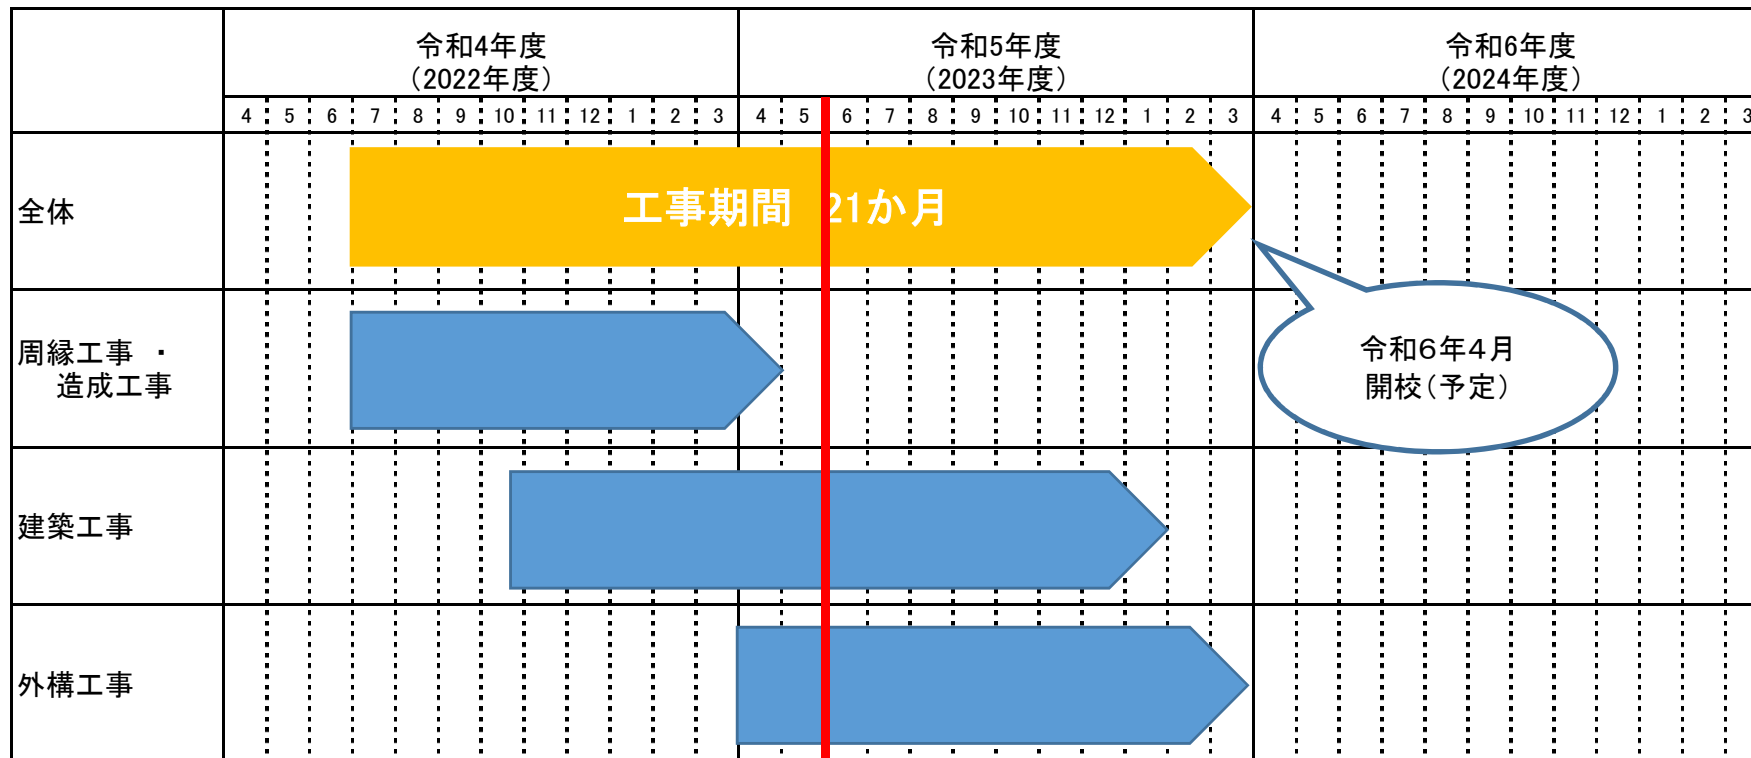 令和4年度
（2022年度）
令和5年度
（2023年度）
令和6年度
（2024年度）
4 5 6 7 8 9 10 11 12 1 2 3 4 5 6 7 8 9 10 11 12 1 2 3 4 5 6 7 8 9 10 11 12 1 2 3
全体
工事期間 21か月
周縁工事 ・
造成工事
令和６年４月
開校（予定）
建築工事
外構工事